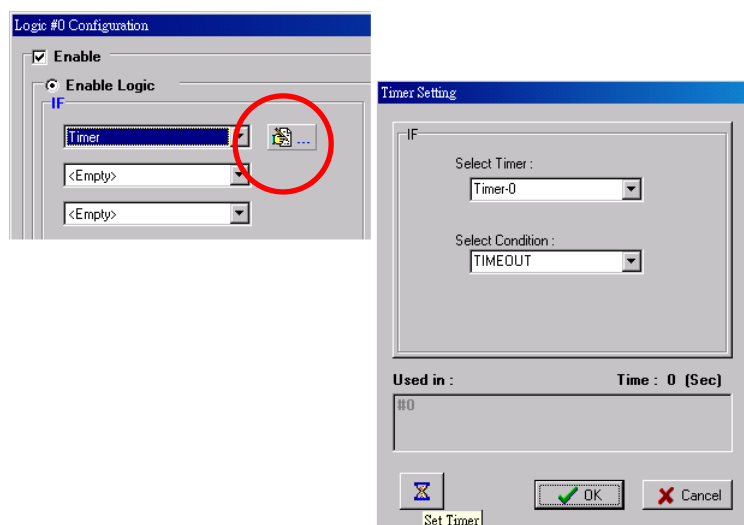 Logic #0 Configuration
Enable
Enable Logic
IF
Timer
...
<Empty>
<Empty>
Timer Setting
IF
Select Timer :
Timer-0
Select Condition :
TIMEOUT
Used in :
Time : 0 (Sec)
#0
OK
Cancel
Set Timer